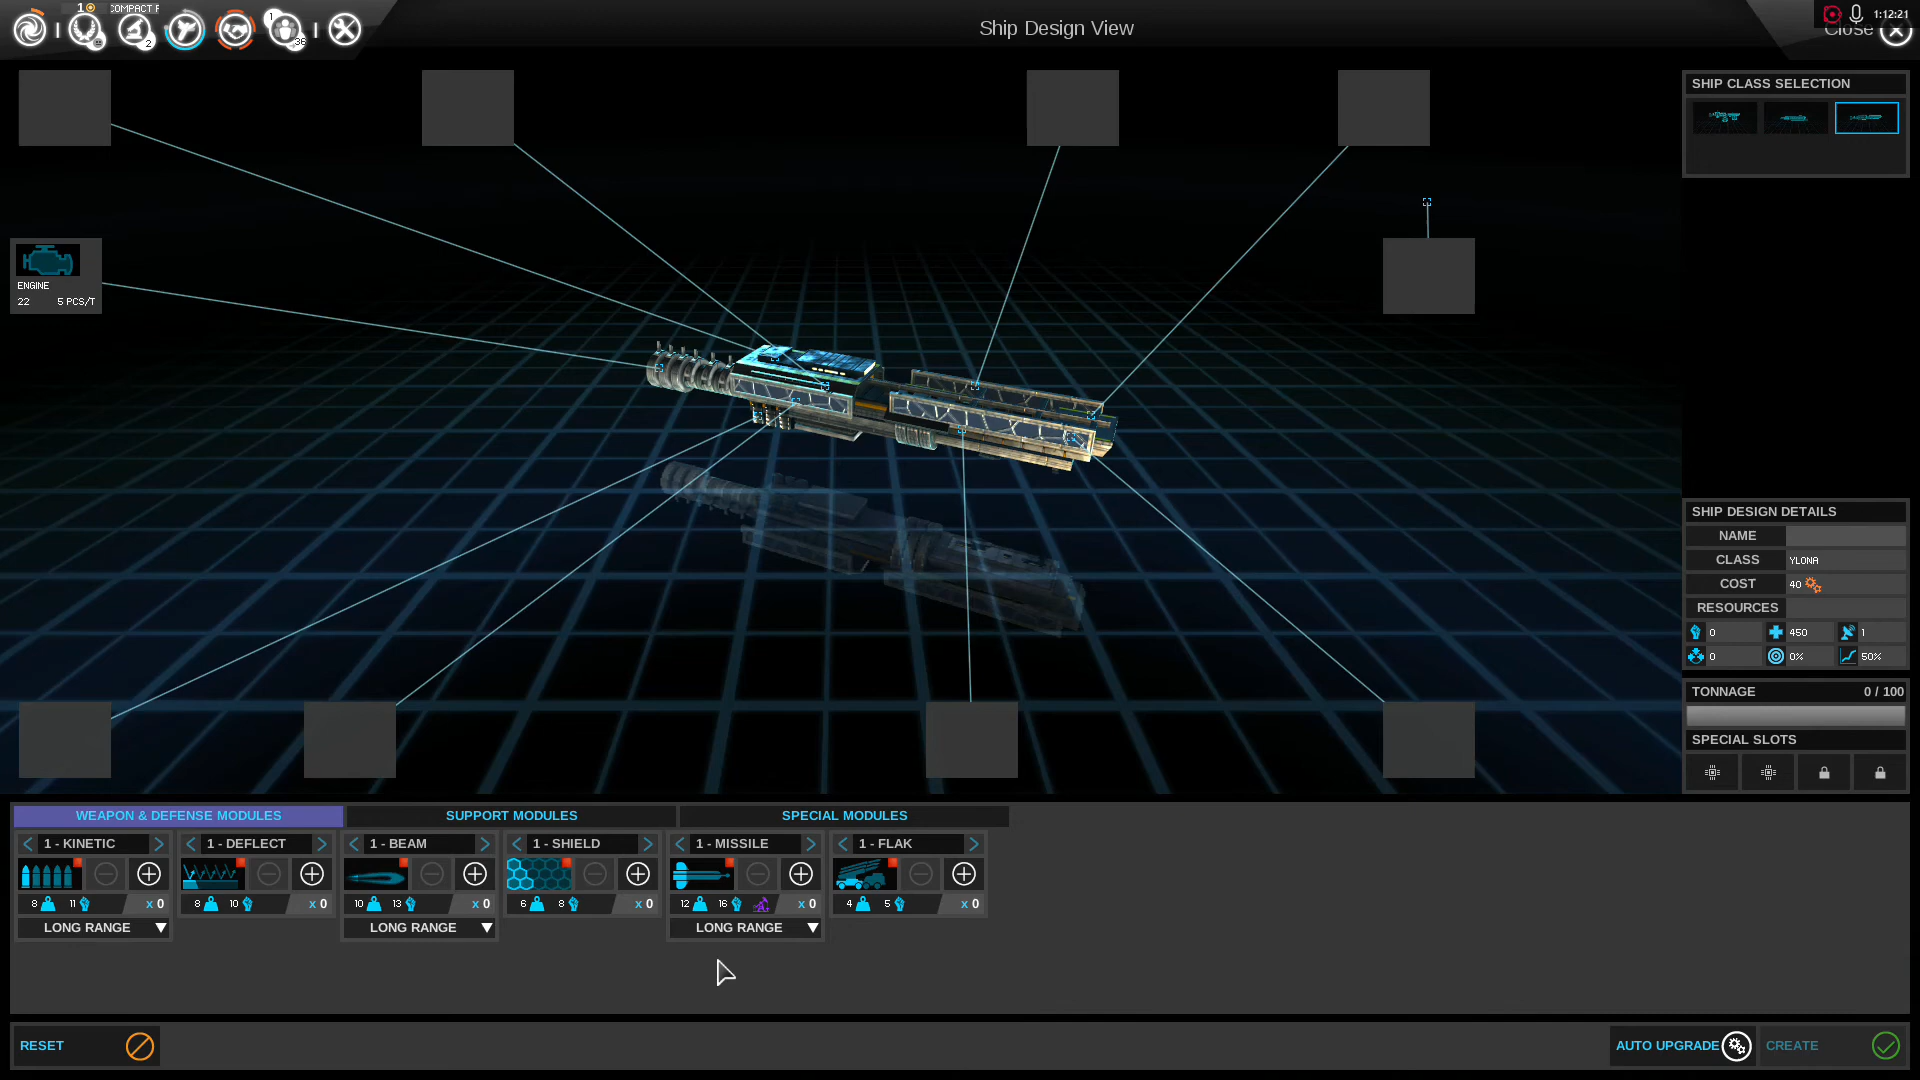 1
COMPACT F
2
1
36
Ship Design View
1:12:21
Close
SHIP CLASS SELECTION
ENGINE
22 5 PCS/T
SHIP DESIGN DETAILS
NAME
CLASS YLONA
COST 40
RESOURCES
0 450 1
0 0% 50%
TONNAGE 0 / 100
SPECIAL SLOTS
WEAPON & DEFENSE MODULES SUPPORT MODULES SPECIAL MODULES
1 - KINETIC 1 - DEFLECT 1 - BEAM 1 - SHIELD 1 - MISSILE 1 - FLAK
8 11 x 0 8 10 x 0 10 13 x 0 6 8 x 0 12 16 x 0 4 5 x 0
LONG RANGE LONG RANGE LONG RANGE
RESET AUTO UPGRADE CREATE